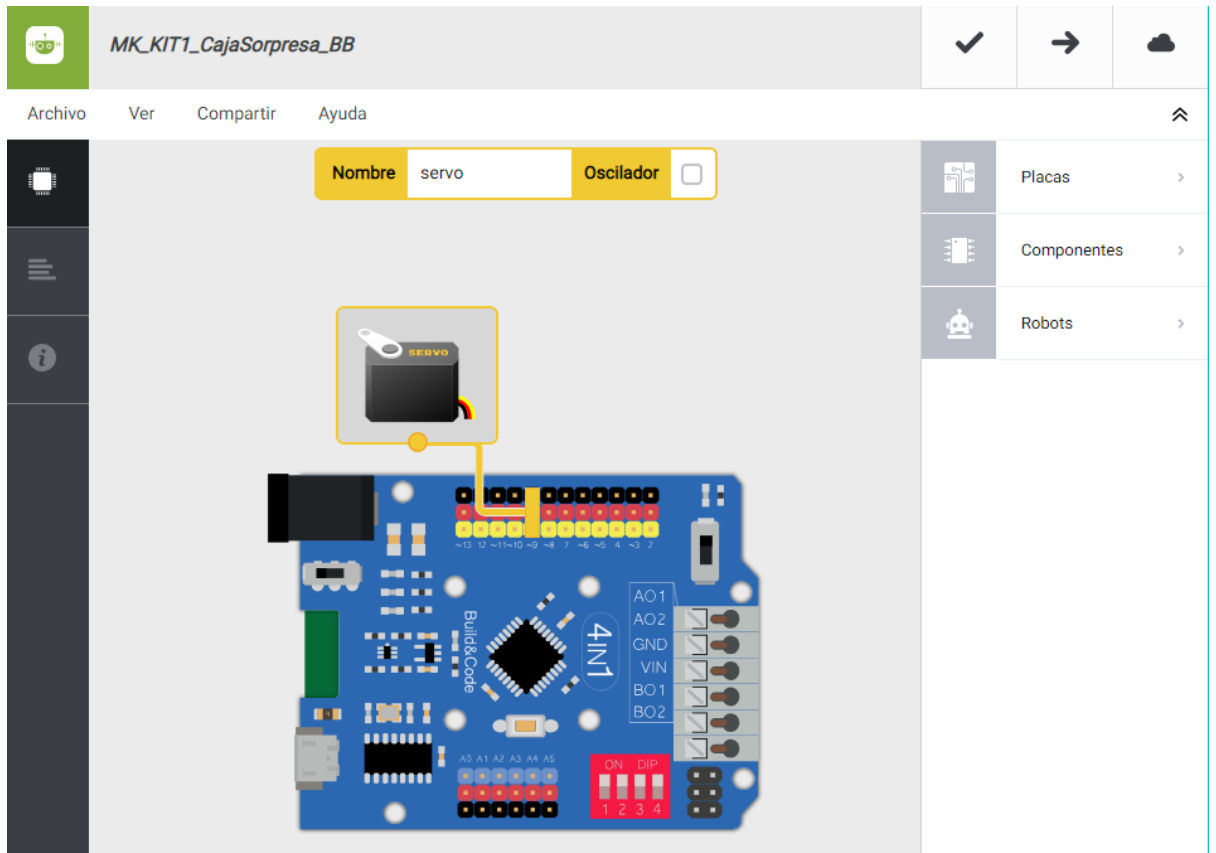 MK_KIT1_CajaSorpresa_BB
Archivo Ver Compartir Ayuda
Nombre servo Oscilador
Placas
Componentes
Robots
SERVO
~13 12 ~11 ~10 ~9 ~8 7 ~6 ~5 4 ~3 2
AO1
AO2
GND
VIN
BO1
BO2
Build&Code
4IN1
A0 A1 A2 A3 A4 A5
ON DIP
1 2 3 4